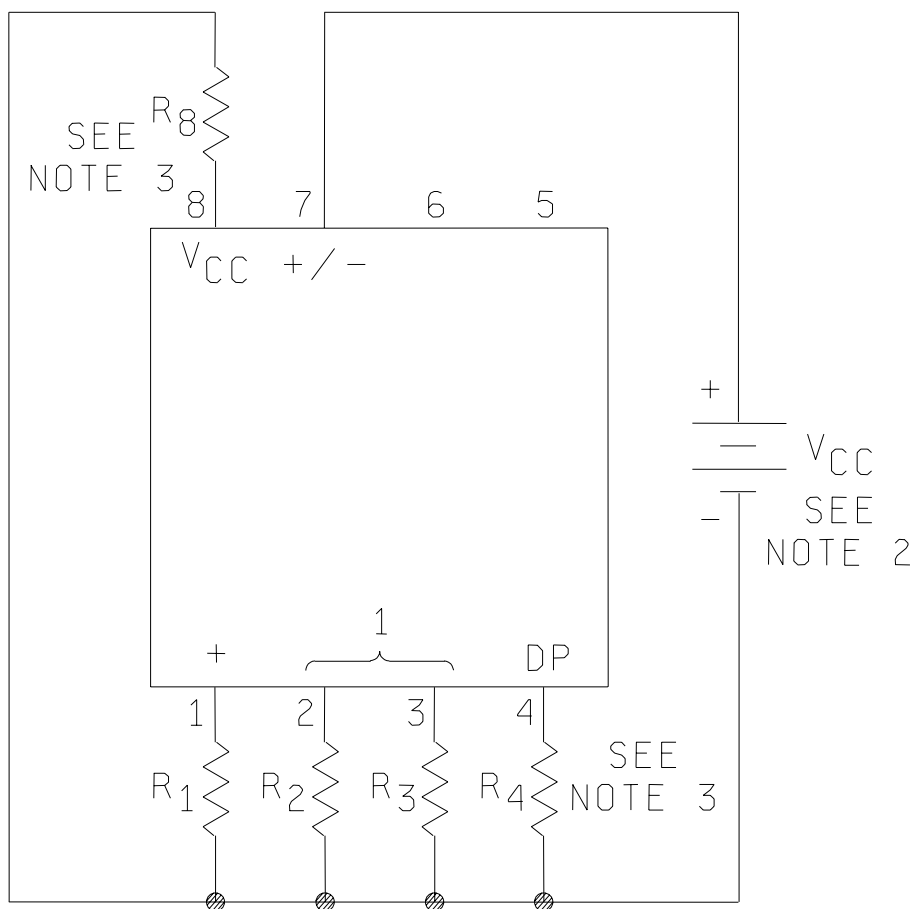 R8
SEE
NOTE 3
8 7 6 5
VCC +/-
+
VCC
SEE
NOTE 2
-
1
+ DP
1 2 3 4
R1 R2 R3 R4
SEE
NOTE 3